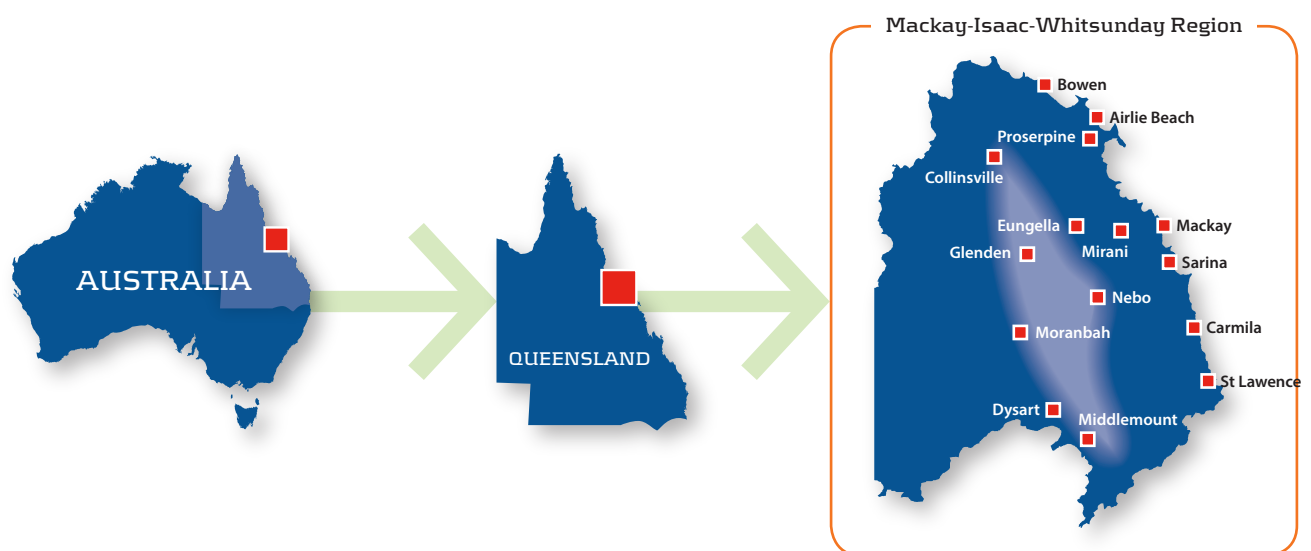 Mackay-Isaac-Whitsunday Region
Bowen
Airlie Beach
Proserpine
Collinsville
Eungella
Mackay
Mirani
Glenden
Sarina
AUSTRALIA
Nebo
Carmila
Moranbah
QUEENSLAND
St Lawence
Dysart
Middlemount